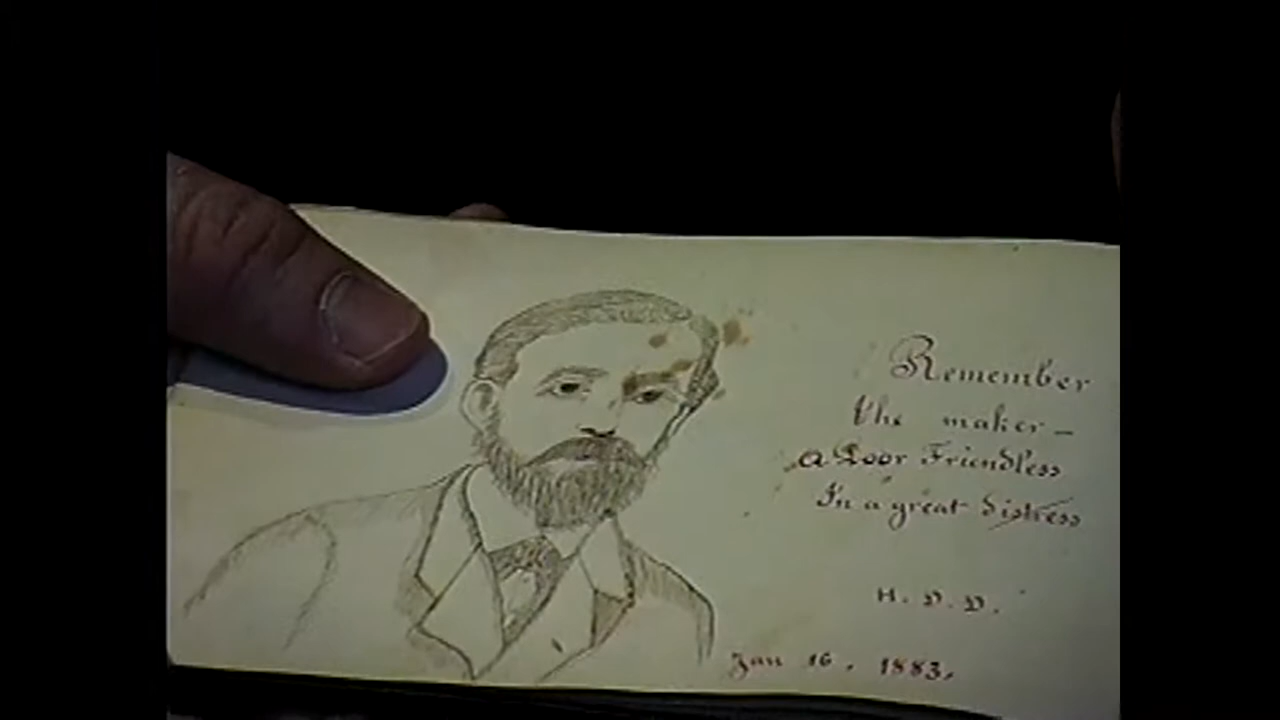 Remember
the maker –
a Poor Friendless
In a great Distress
H. D. D.
Jan 16. 1883.